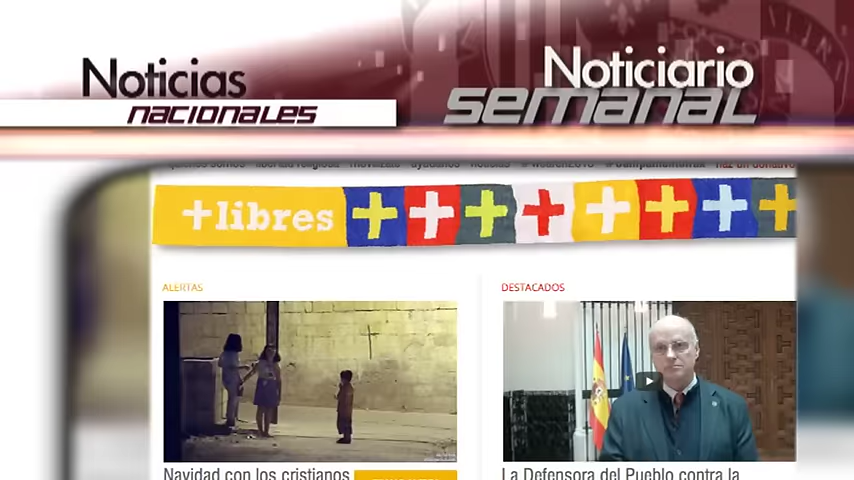 Noticias
nacionales
Noticiario
semanal
+libres
ALERTAS
DESTACADOS
Navidad con los cristianos
La Defensora del Pueblo contra la